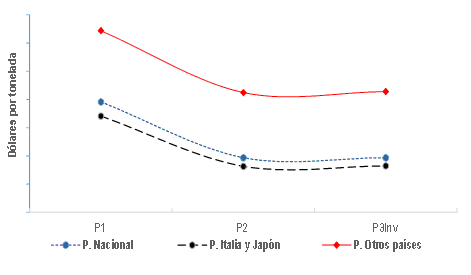 Dólares por tonelada
P1 P2 P3Inv
P. Nacional P. Italia y Japón P. Otros países